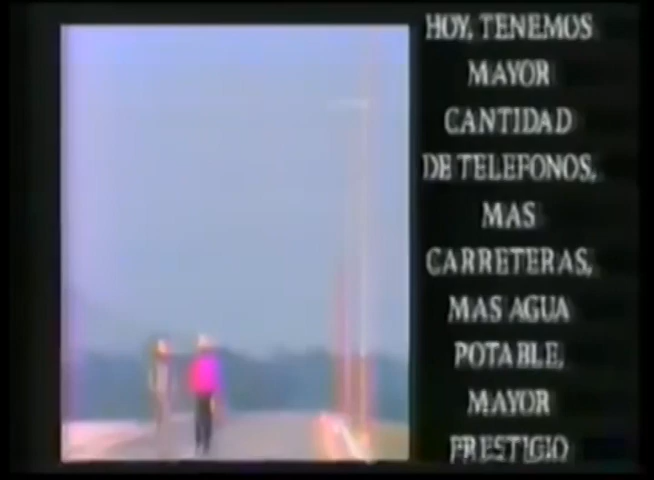 HOY, TENEMOS
MAYOR
CANTIDAD
DE TELEFONOS,
MAS
CARRETERAS,
MAS AGUA
POTABLE,
MAYOR
PRESTIGIO